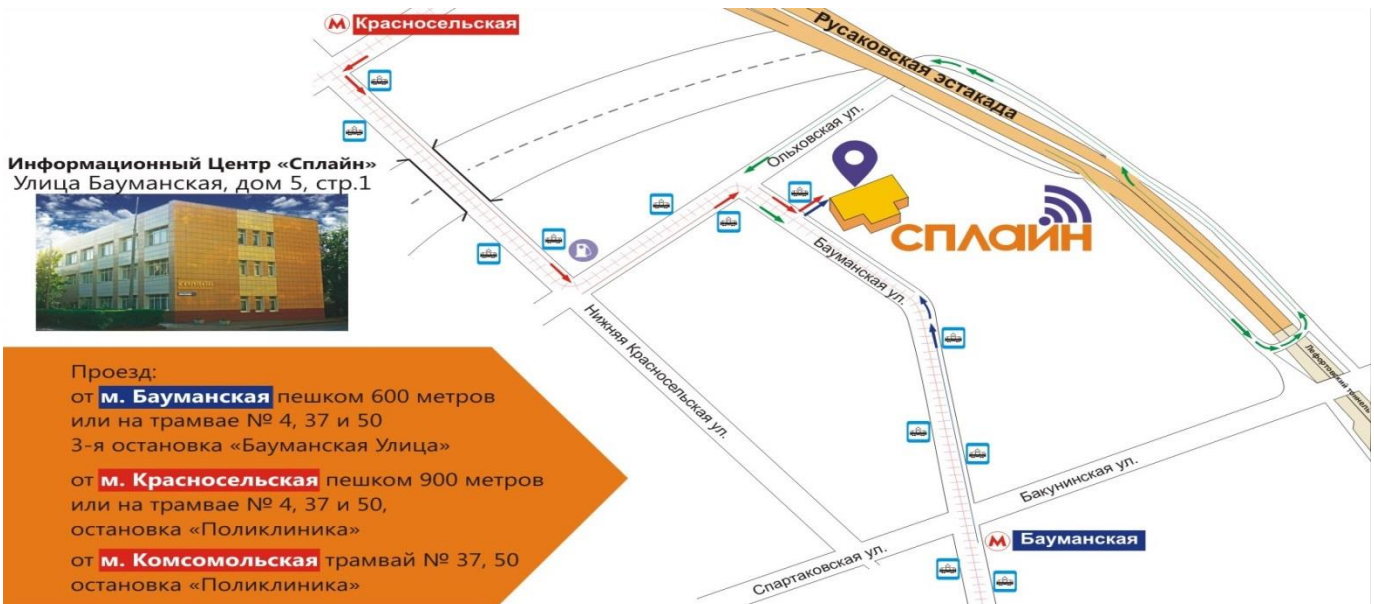 М Красносельская
Русаковская эстакада
Ольховская ул.
Информационный Центр «Сплайн»
Улица Бауманская, дом 5, стр.1
СПЛАЙН
Бауманская ул.
Нижняя Красносельская ул.
Лефортовский тоннель
Проезд:
от м. Бауманская пешком 600 метров
или на трамвае № 4, 37 и 50
3-я остановка «Бауманская Улица»
от м. Красносельская пешком 900 метров
или на трамвае № 4, 37 и 50,
остановка «Поликлиника»
от м. Комсомольская трамвай № 37, 50
остановка «Поликлиника»
Бакунинская ул.
М Бауманская
Спартаковская ул.